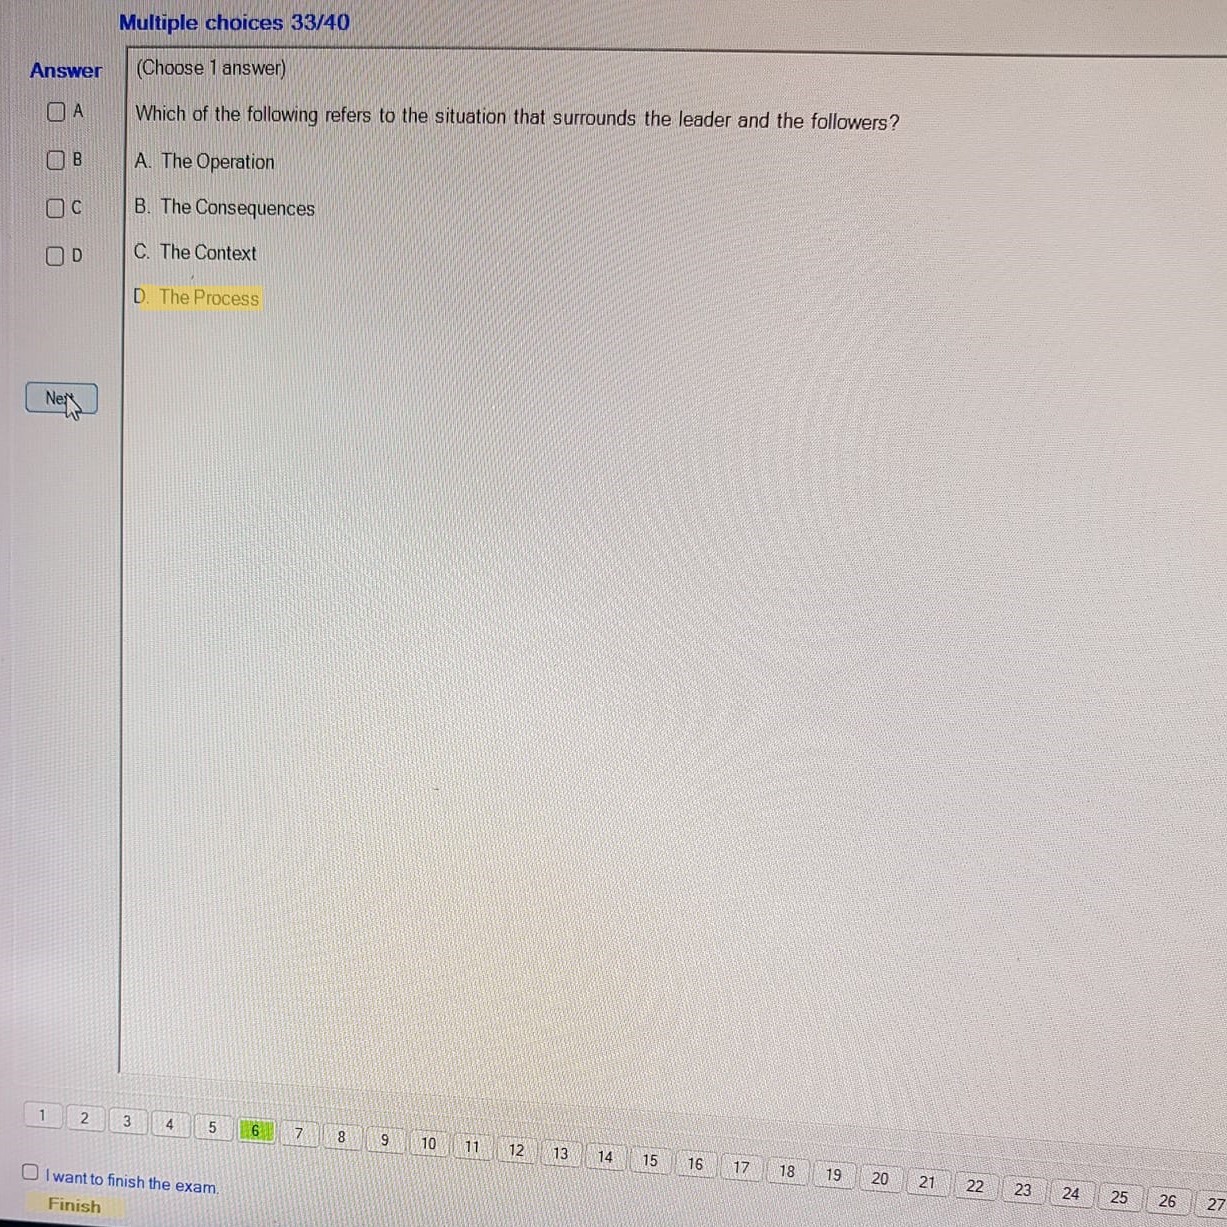 Multiple choices 33/40
Answer
(Choose 1 answer)
A
Which of the following refers to the situation that surrounds the leader and the followers?
B
A. The Operation
C
B. The Consequences
D
C. The Context
D. The Process
Next
1 2 3 4 5 6 7 8 9 10 11 12 13 14 15 16 17 18 19 20 21 22 23 24 25 26 27
I want to finish the exam.
Finish